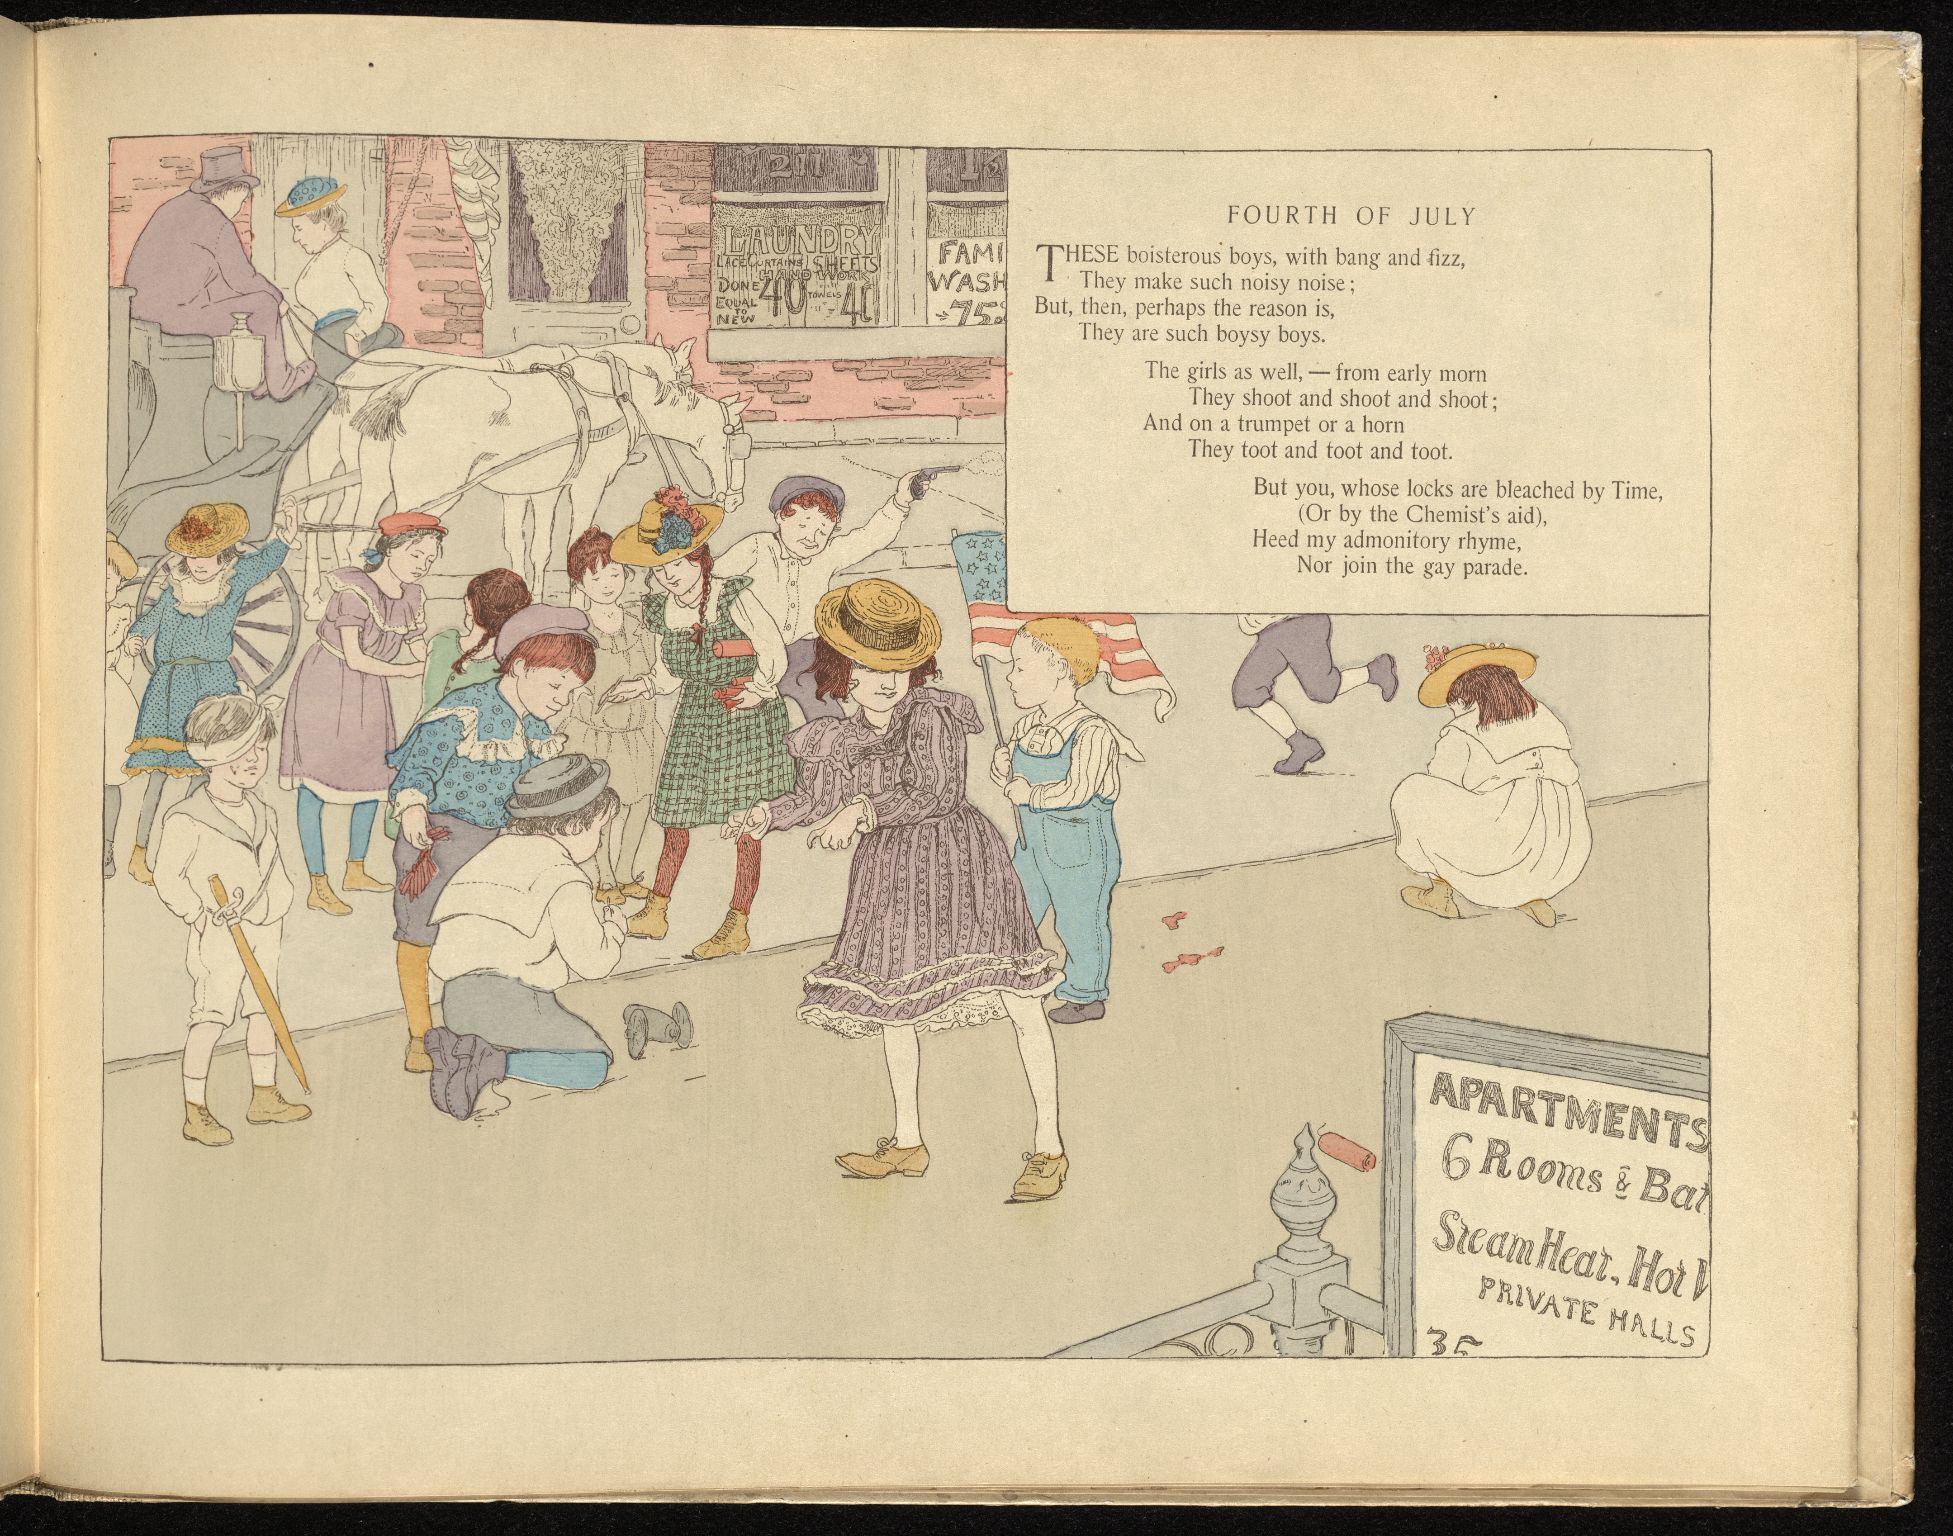 211
LAUNDRY
LACE CURTAINS SHEETS
HAND WORK
DONE 40 TOWELS 40
EQUAL
TO
NEW
FAMI
WASH
75
FOURTH OF JULY
THESE boisterous boys, with bang and fizz,
They make such noisy noise;
But, then, perhaps the reason is,
They are such boysy boys.
The girls as well, — from early morn
They shoot and shoot and shoot;
And on a trumpet or a horn
They toot and toot and toot.
But you, whose locks are bleached by Time,
(Or by the Chemist's aid),
Heed my admonitory rhyme,
Nor join the gay parade.
APARTMENTS
6 Rooms & Bat
Steam Heat, Hot
PRIVATE HALLS
35